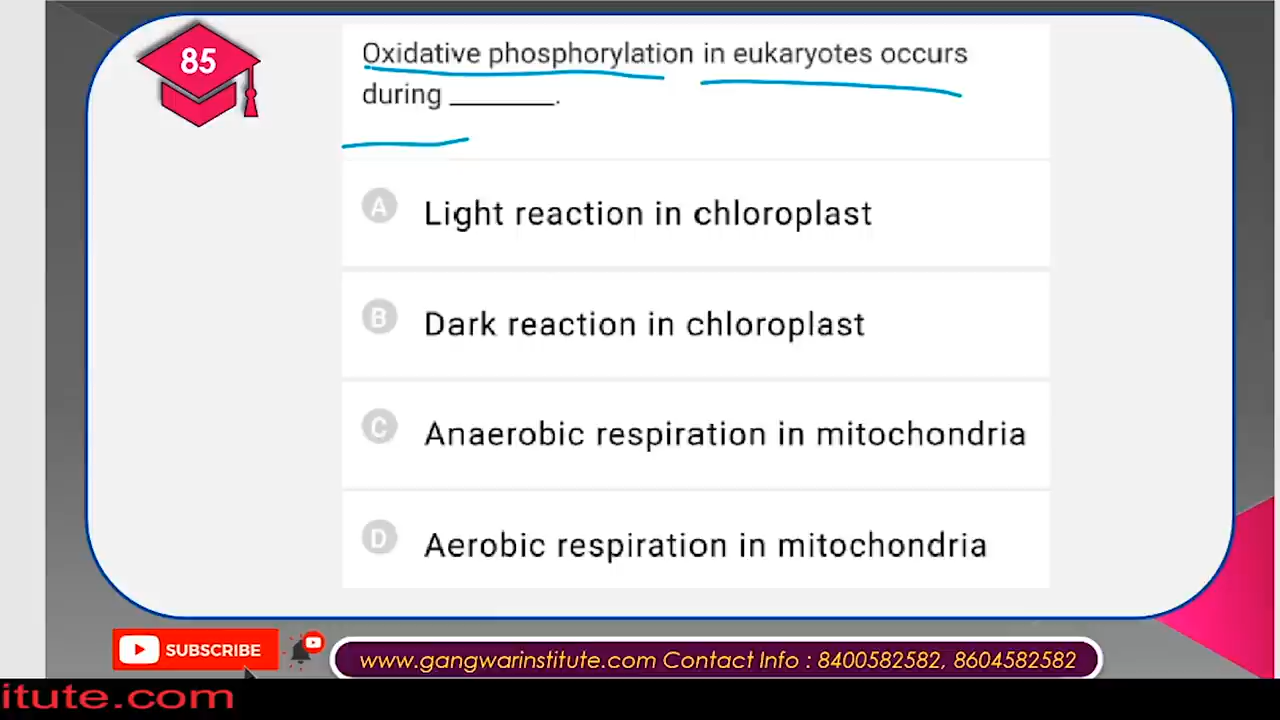 85
Oxidative phosphorylation in eukaryotes occurs
during ________.
A Light reaction in chloroplast
B Dark reaction in chloroplast
C Anaerobic respiration in mitochondria
D Aerobic respiration in mitochondria
SUBSCRIBE
www.gangwarinstitute.com Contact Info : 8400582582, 8604582582
itute.com